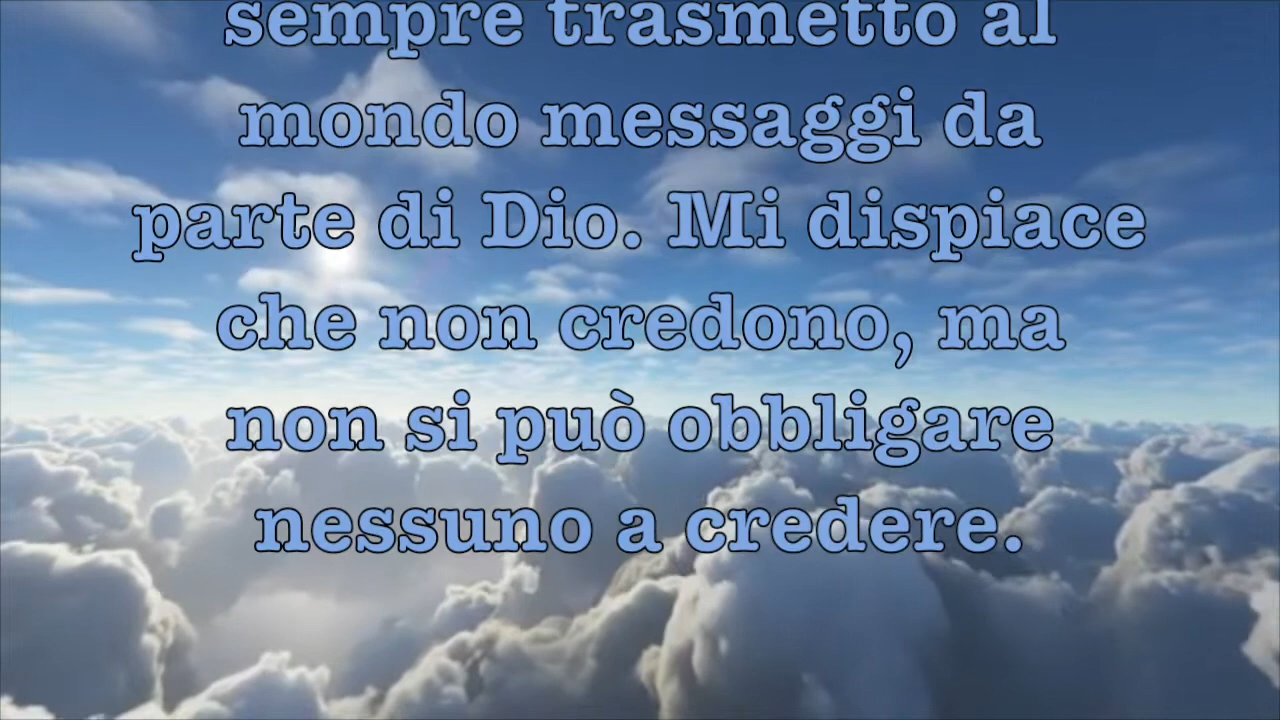 sempre trasmetto al
mondo messaggi da
parte di Dio. Mi dispiace
che non credono, ma
non si può obbligare
nessuno a credere.